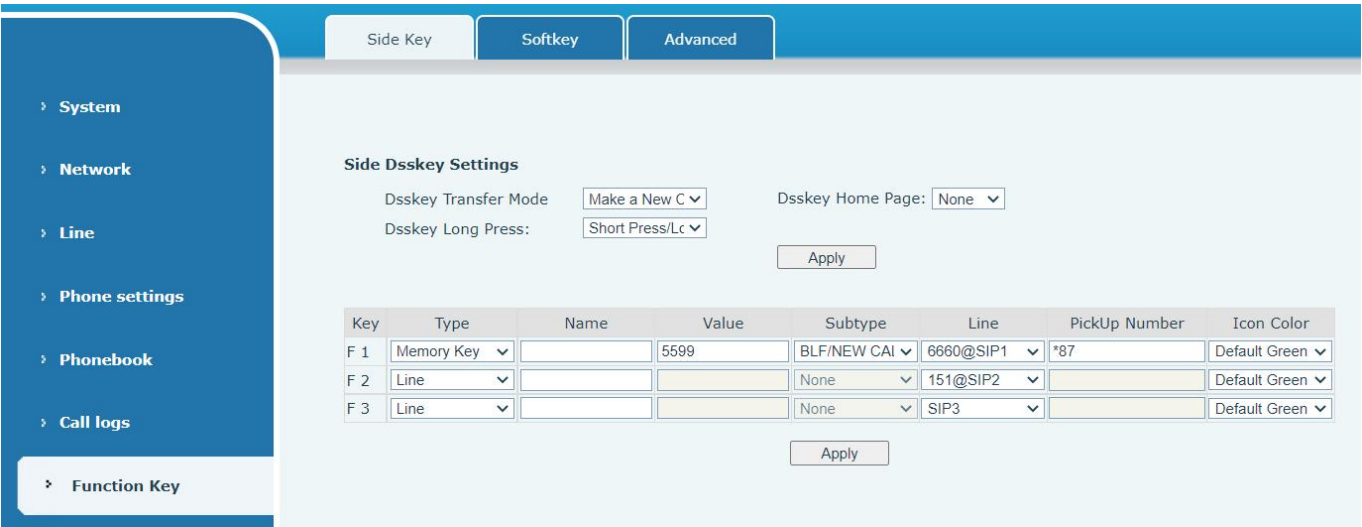 Side Key Softkey Advanced
System
Network
Line
Phone settings
Phonebook
Call logs
Function Key
Side Dsskey Settings
Dsskey Transfer Mode Make a New C Dsskey Home Page: None
Dsskey Long Press: Short Press/Lc
Apply
Key Type Name Value Subtype Line PickUp Number Icon Color
F 1 Memory Key 5599 BLF/NEW CAL 6660@SIP1 *87 Default Green
F 2 Line None 151@SIP2 Default Green
F 3 Line None SIP3 Default Green
Apply